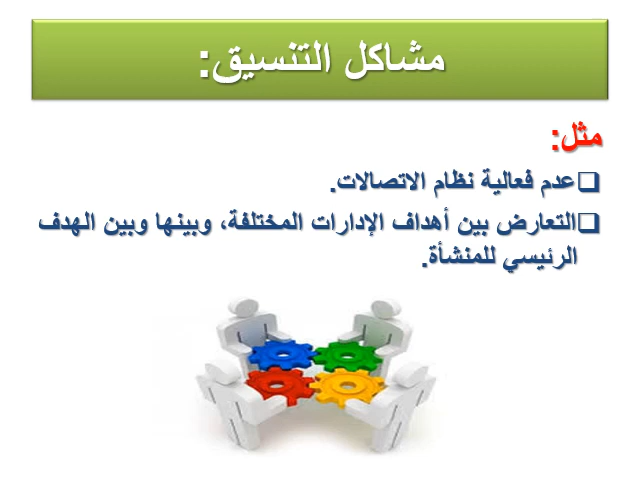 مشاكل التنسيق:
مثل:
عدم فعالية نظام الاتصالات.
التعارض بين أهداف الإدارات المختلفة، وبينها وبين الهدف
الرئيسي للمنشأة.